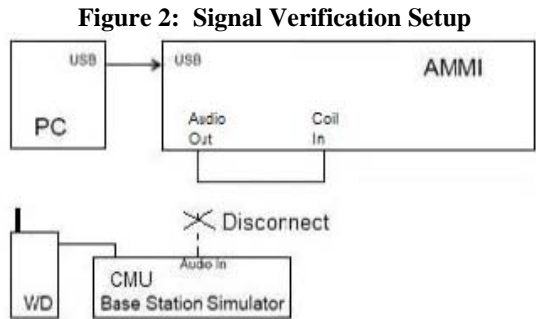 Figure 2: Signal Verification Setup
USB
USB
AMMI
PC
Audio
Out
Coil
In
Disconnect
Audio In
CMU
Base Station Simulator
WD